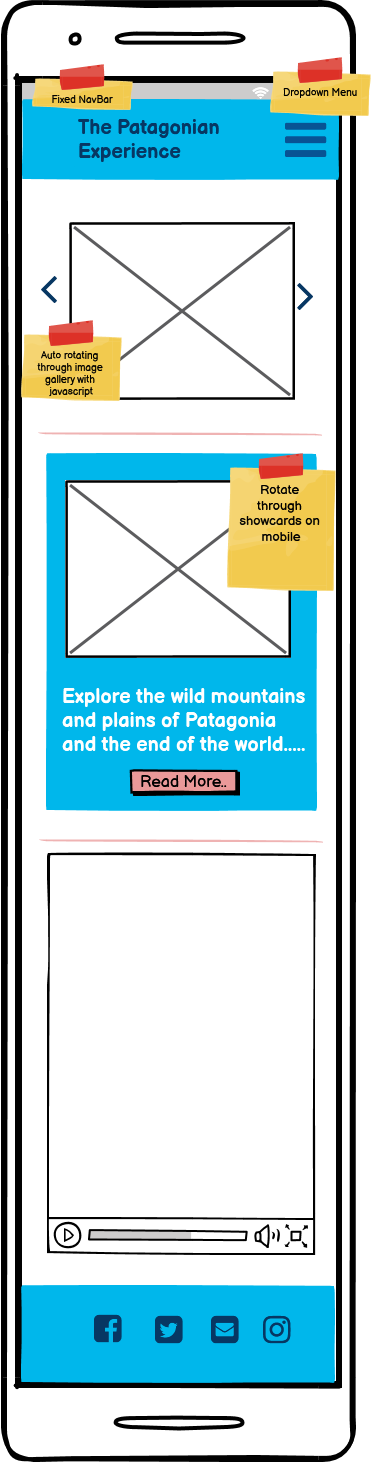 Fixed NavBar
Dropdown Menu
The Patagonian
Experience
Auto rotating
through image
gallery with
javascript
Rotate
through
showcards on
mobile
Explore the wild mountains
and plains of Patagonia
and the end of the world.....
Read More..